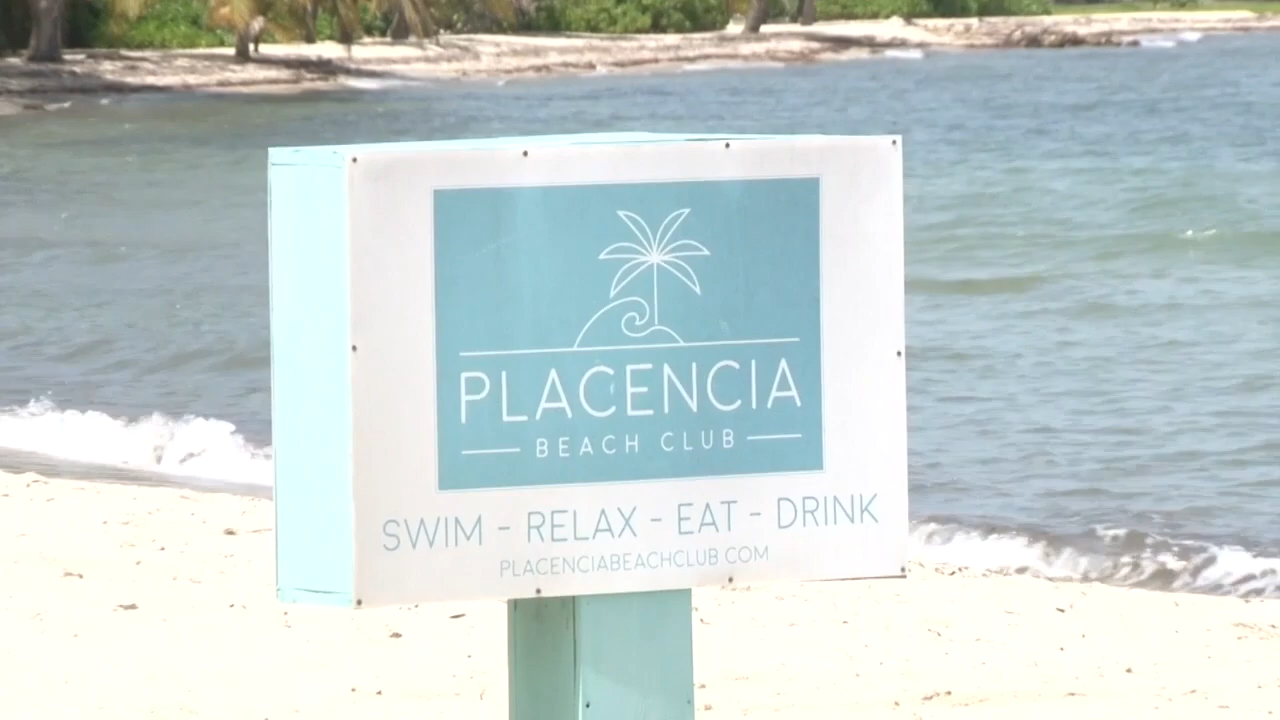 PLACENCIA
BEACH CLUB
SWIM - RELAX - EAT - DRINK
PLACENCIABEACHCLUB.COM